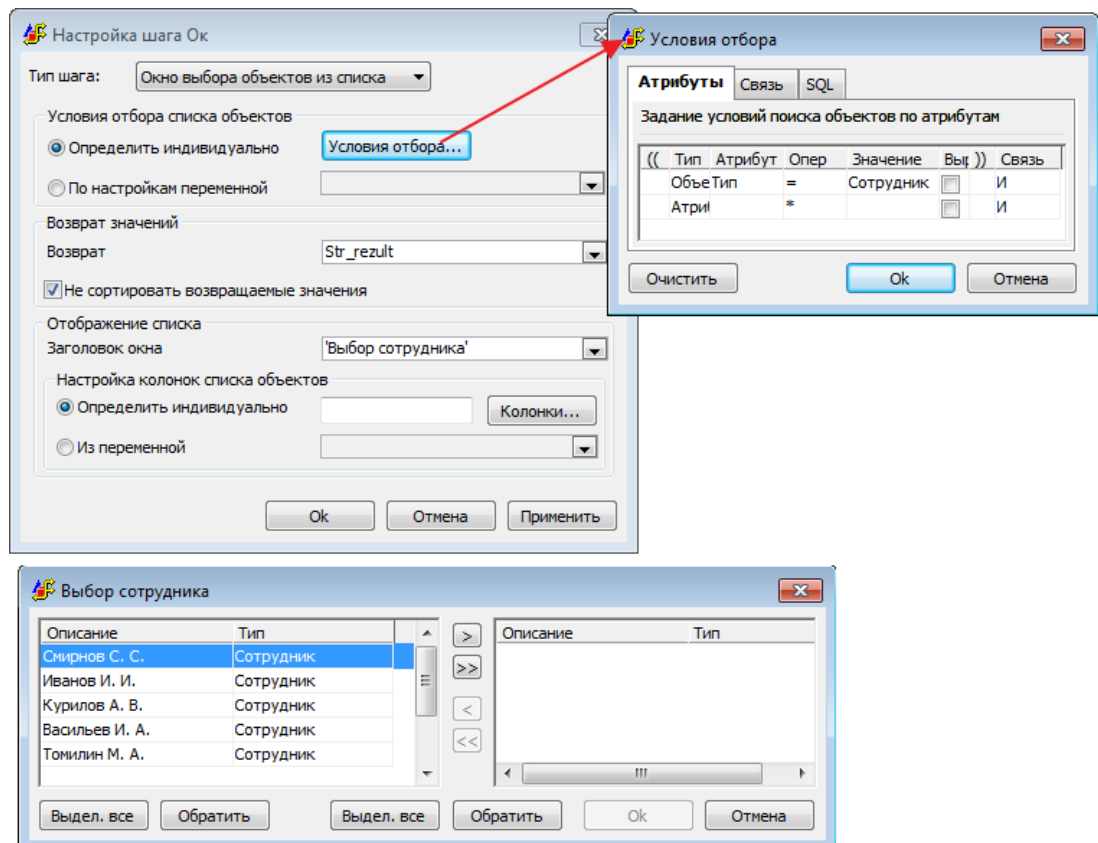 Настройка шага Ок
Тип шага: Окно выбора объектов из списка
Условия отбора списка объектов
Определить индивидуально Условия отбора...
По настройкам переменной
Возврат значений
Возврат Str_rezult
Не сортировать возвращаемые значения
Отображение списка
Заголовок окна 'Выбор сотрудника'
Настройка колонок списка объектов
Определить индивидуально Колонки...
Из переменной
Ok Отмена Применить
Условия отбора
Атрибуты Связь SQL
Задание условий поиска объектов по атрибутам
(( Тип Атрибут Опер Значение Выр )) Связь
Объе Тип = Сотрудник И
Атри * И
Очистить Ok Отмена
Выбор сотрудника
Описание Тип
Смирнов С. С. Сотрудник
Иванов И. И. Сотрудник
Курилов А. В. Сотрудник
Васильев И. А. Сотрудник
Томилин М. А. Сотрудник
> 
>>
<
<<
Описание Тип
Выдел. все Обратить Выдел. все Обратить Ok Отмена